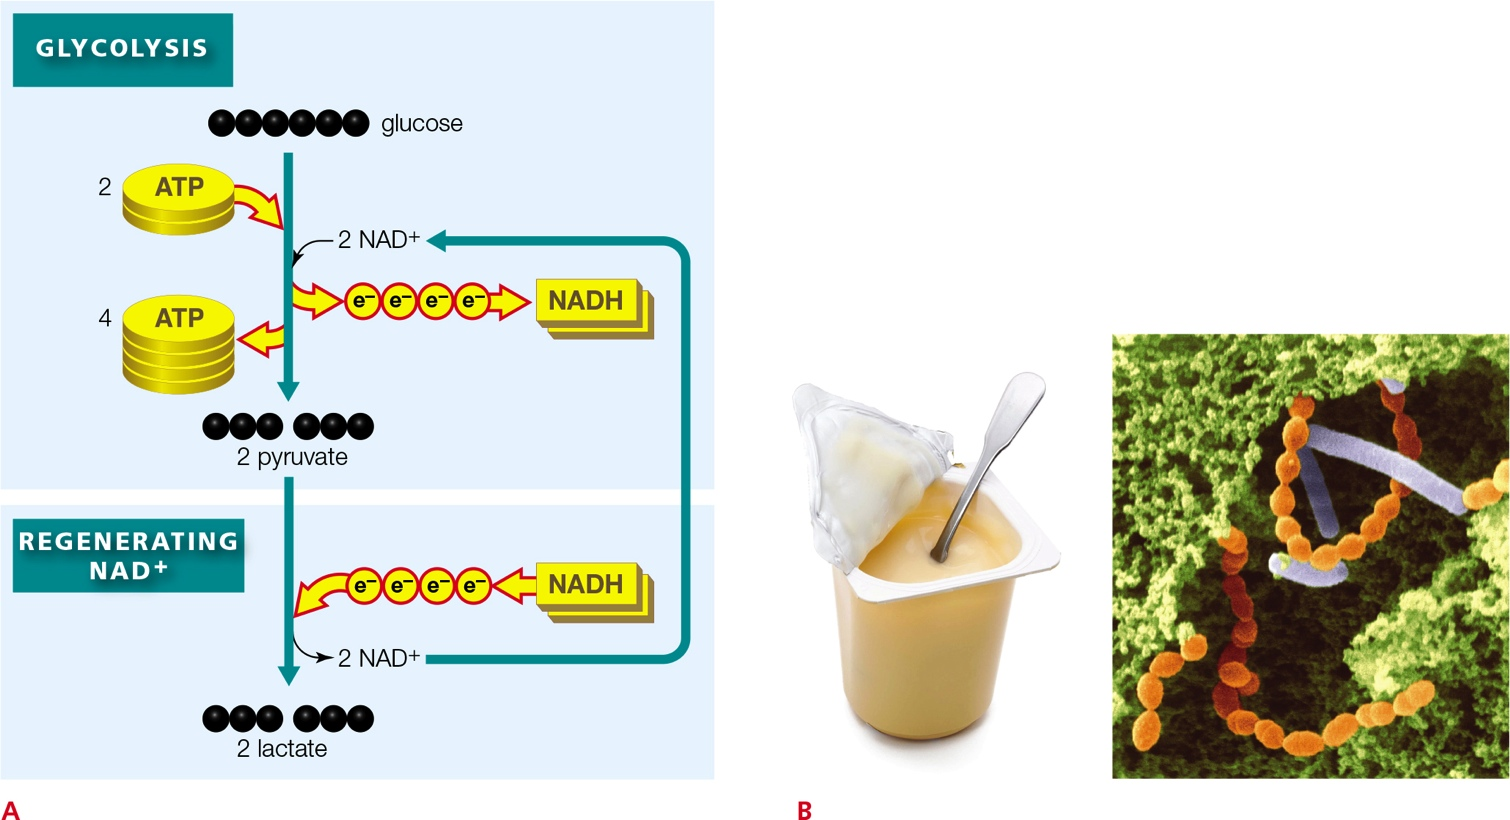 GLYCOLYSIS
glucose
2 ATP
2 NAD+
e– e– e– e– NADH
4 ATP
2 pyruvate
REGENERATING
NAD+
e– e– e– e– NADH
2 NAD+
2 lactate
A
B